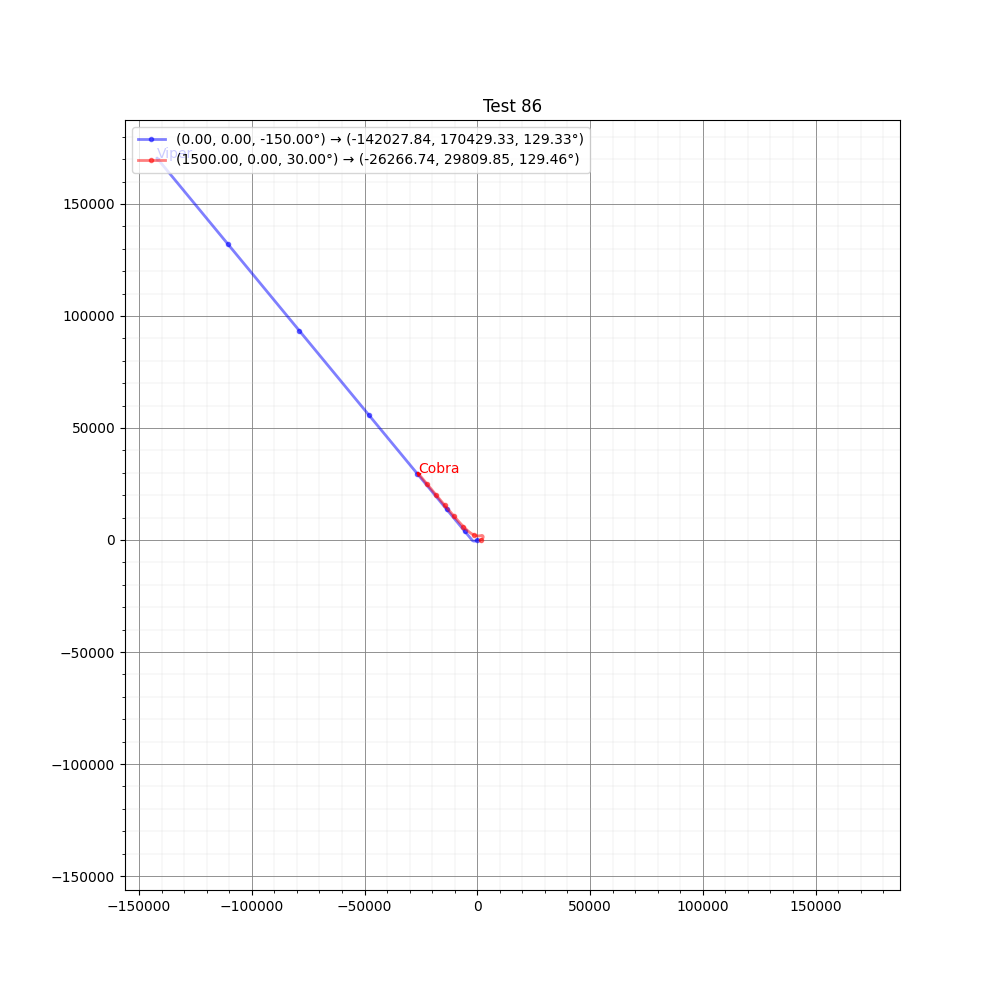 Test 86
(0.00, 0.00, -150.00°) → (-142027.84, 170429.33, 129.33°)
(1500.00, 0.00, 30.00°) → (-26266.74, 29809.85, 129.46°)
Viper
Cobra
150000
100000
50000
0
−50000
−100000
−150000
−150000 −100000 −50000 0 50000 100000 150000